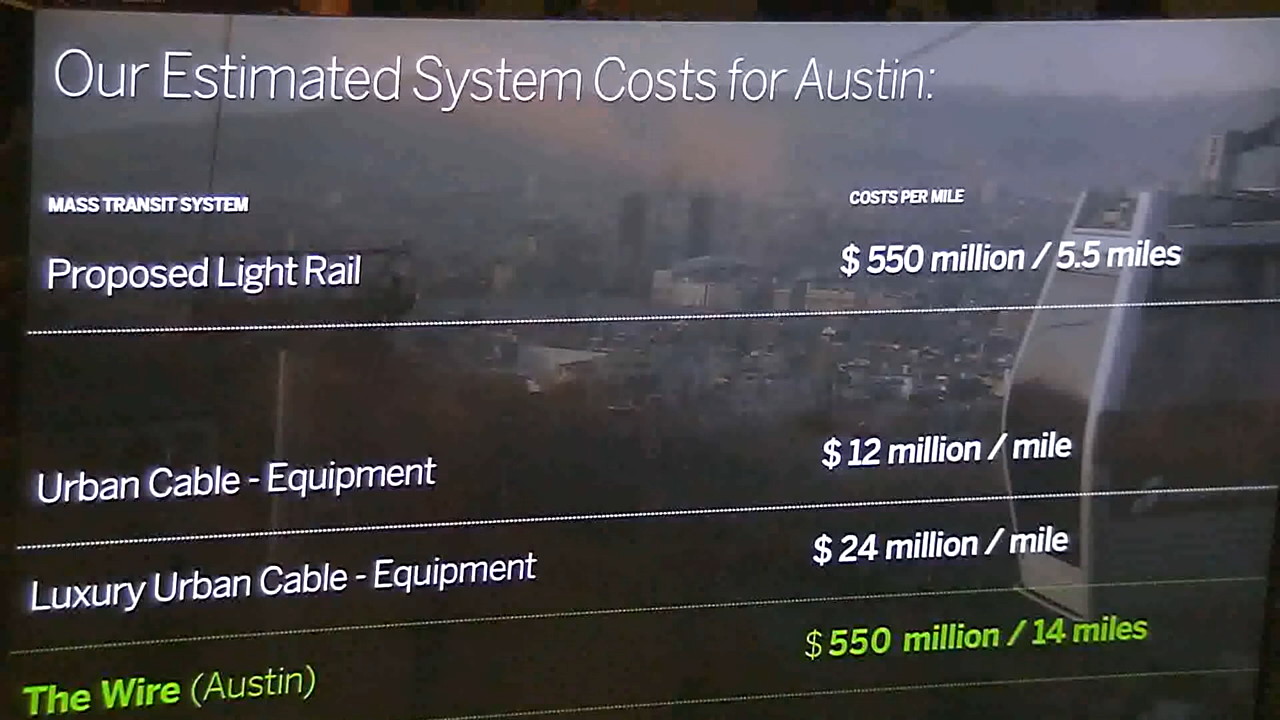 Our Estimated System Costs for Austin:
MASS TRANSIT SYSTEM COSTS PER MILE
Proposed Light Rail $ 550 million / 5.5 miles
Urban Cable - Equipment $ 12 million / mile
Luxury Urban Cable - Equipment $ 24 million / mile
The Wire (Austin) $ 550 million / 14 miles